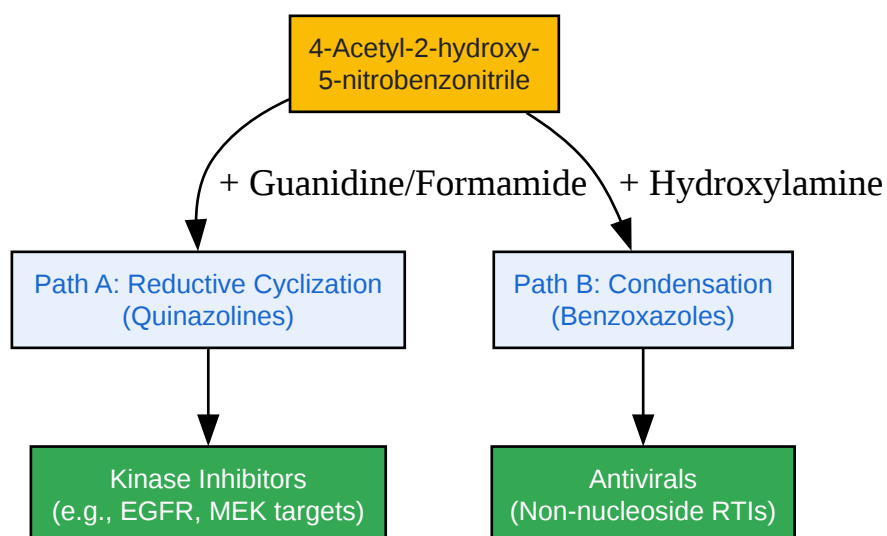 4-Acetyl-2-hydroxy-
5-nitrobenzonitrile
+ Guanidine/Formamide
+ Hydroxylamine
Path A: Reductive Cyclization
(Quinazolines)
Path B: Condensation
(Benzoxazoles)
Kinase Inhibitors
(e.g., EGFR, MEK targets)
Antivirals
(Non-nucleoside RTIs)